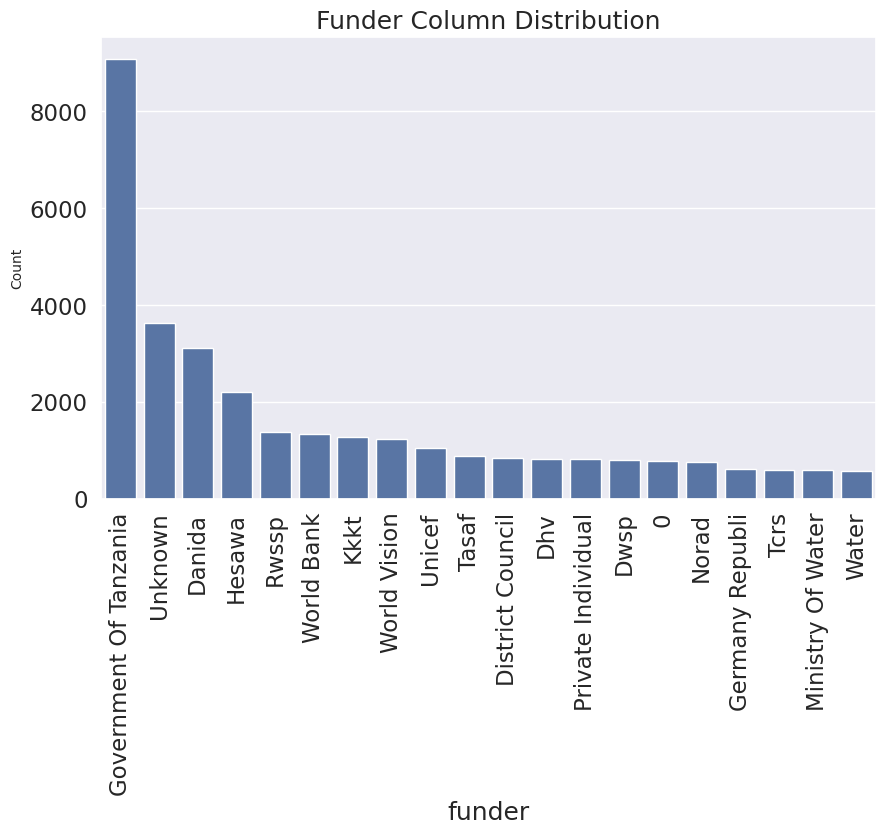 Funder Column Distribution
Count
8000
6000
4000
2000
0
Government Of Tanzania
Unknown
Danida
Hesawa
Rwssp
World Bank
Kkkt
World Vision
Unicef
Tasaf
District Council
Dhv
Private Individual
Dwsp
0
Norad
Germany Republi
Tcrs
Ministry Of Water
Water
funder